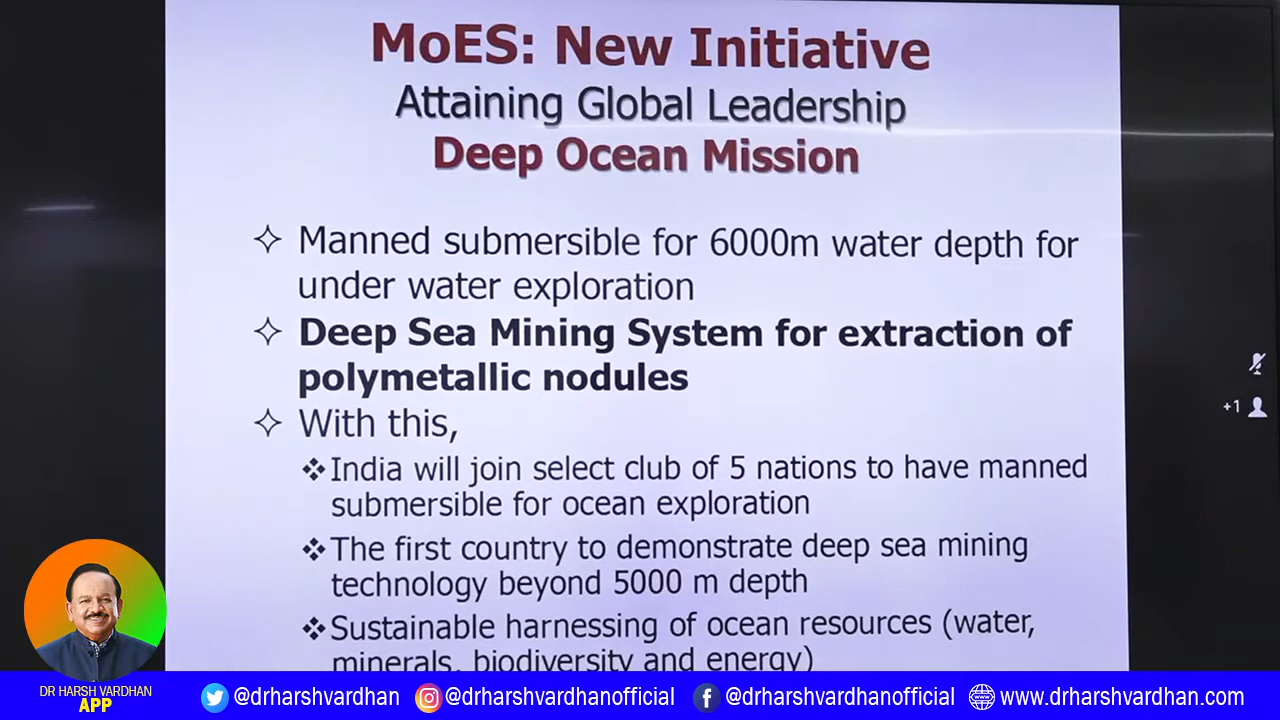 MoES: New Initiative
Attaining Global Leadership
Deep Ocean Mission
Manned submersible for 6000m water depth for
under water exploration
Deep Sea Mining System for extraction of
polymetallic nodules
With this,
India will join select club of 5 nations to have manned
submersible for ocean exploration
The first country to demonstrate deep sea mining
technology beyond 5000 m depth
Sustainable harnessing of ocean resources (water,
minerals, biodiversity and energy)
+1
DR HARSH VARDHAN
APP
@drharshvardhan
@drharshvardhanofficial
@drharshvardhanofficial
www.drharshvardhan.com